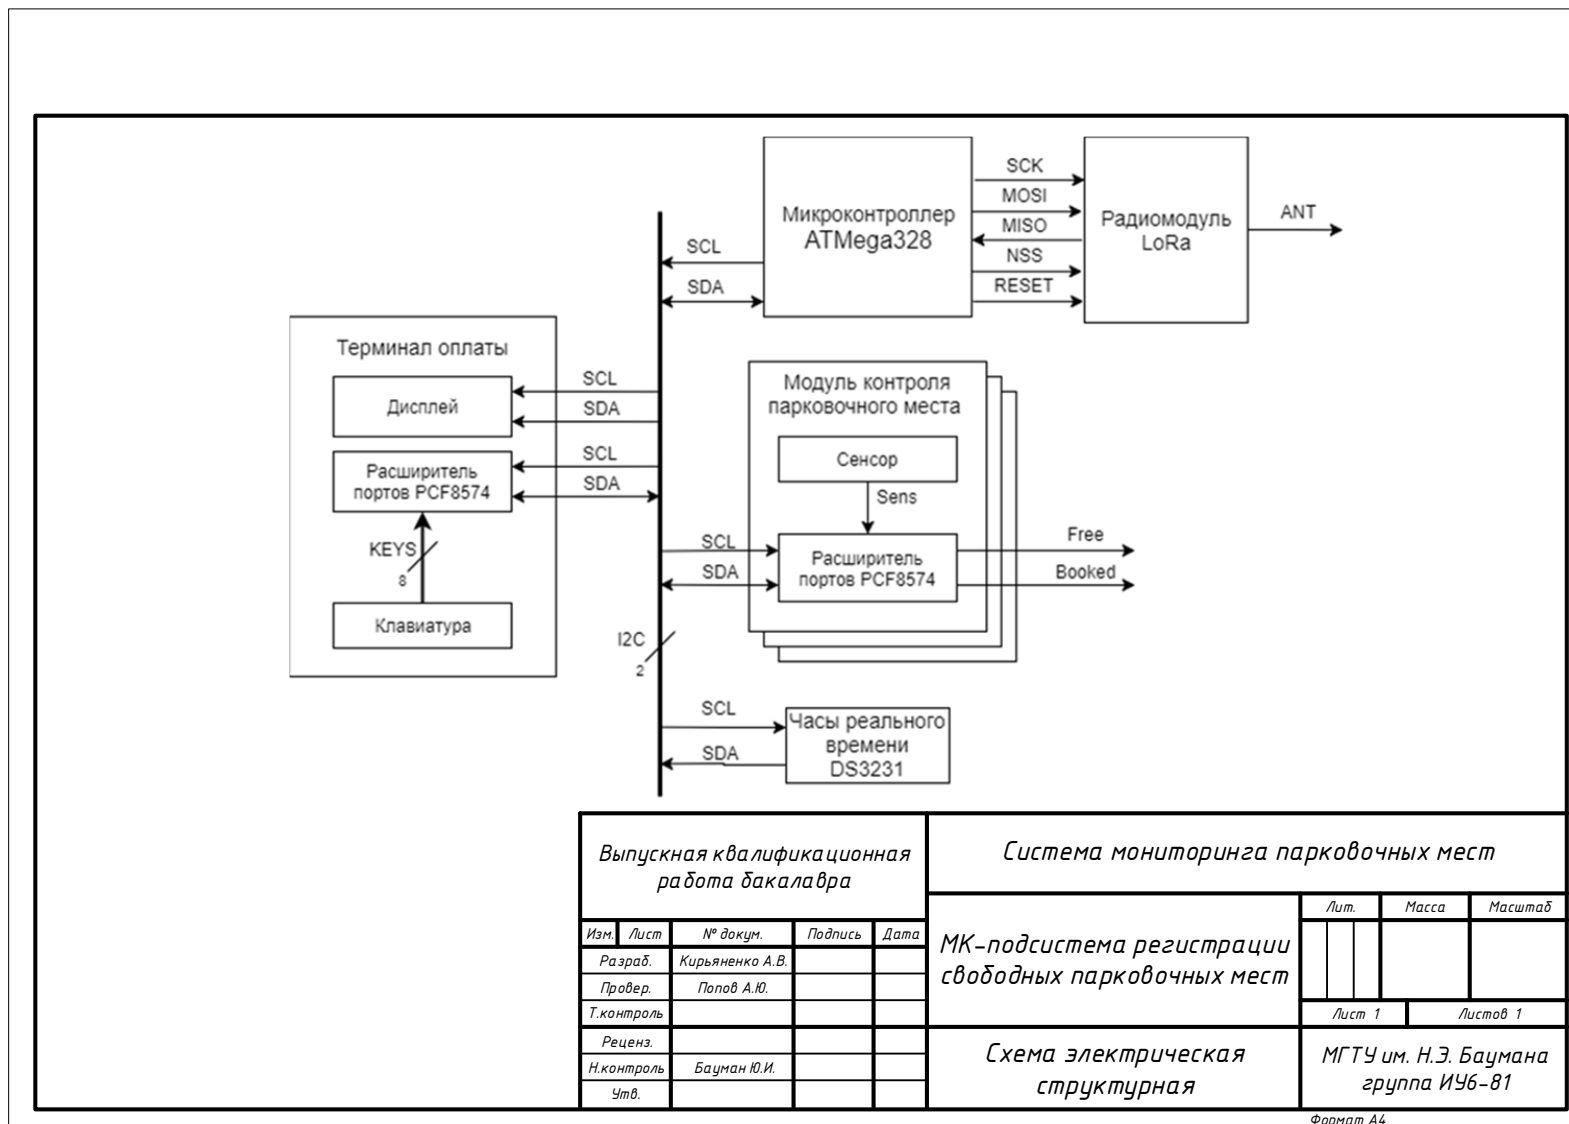 SCK
MOSI
MISO
NSS
RESET
Микроконтроллер
ATMega328
Радиомодуль
LoRa
ANT
SCL
SDA
Терминал оплаты
Дисплей
SCL
SDA
Расширитель
портов PCF8574
SCL
SDA
KEYS
8
Клавиатура
Модуль контроля
парковочного места
Сенсор
Sens
SCL
SDA
Расширитель
портов PCF8574
Free
Booked
I2C
2
SCL
SDA
Часы реального
времени
DS3231
Выпускная квалификационная
работа бакалавра
Система мониторинга парковочных мест
Изм. Лист № докум. Подпись Дата
Разраб. Кирьяненко А.В.
Провер. Попов А.Ю.
Т.контроль
Реценз.
Н.контроль Бауман Ю.И.
Утв.
МК-подсистема регистрации
свободных парковочных мест
Лит. Масса Масштаб
Лист 1 Листов 1
Схема электрическая
структурная
МГТУ им. Н.Э. Баумана
группа ИУ6-81
Формат А4